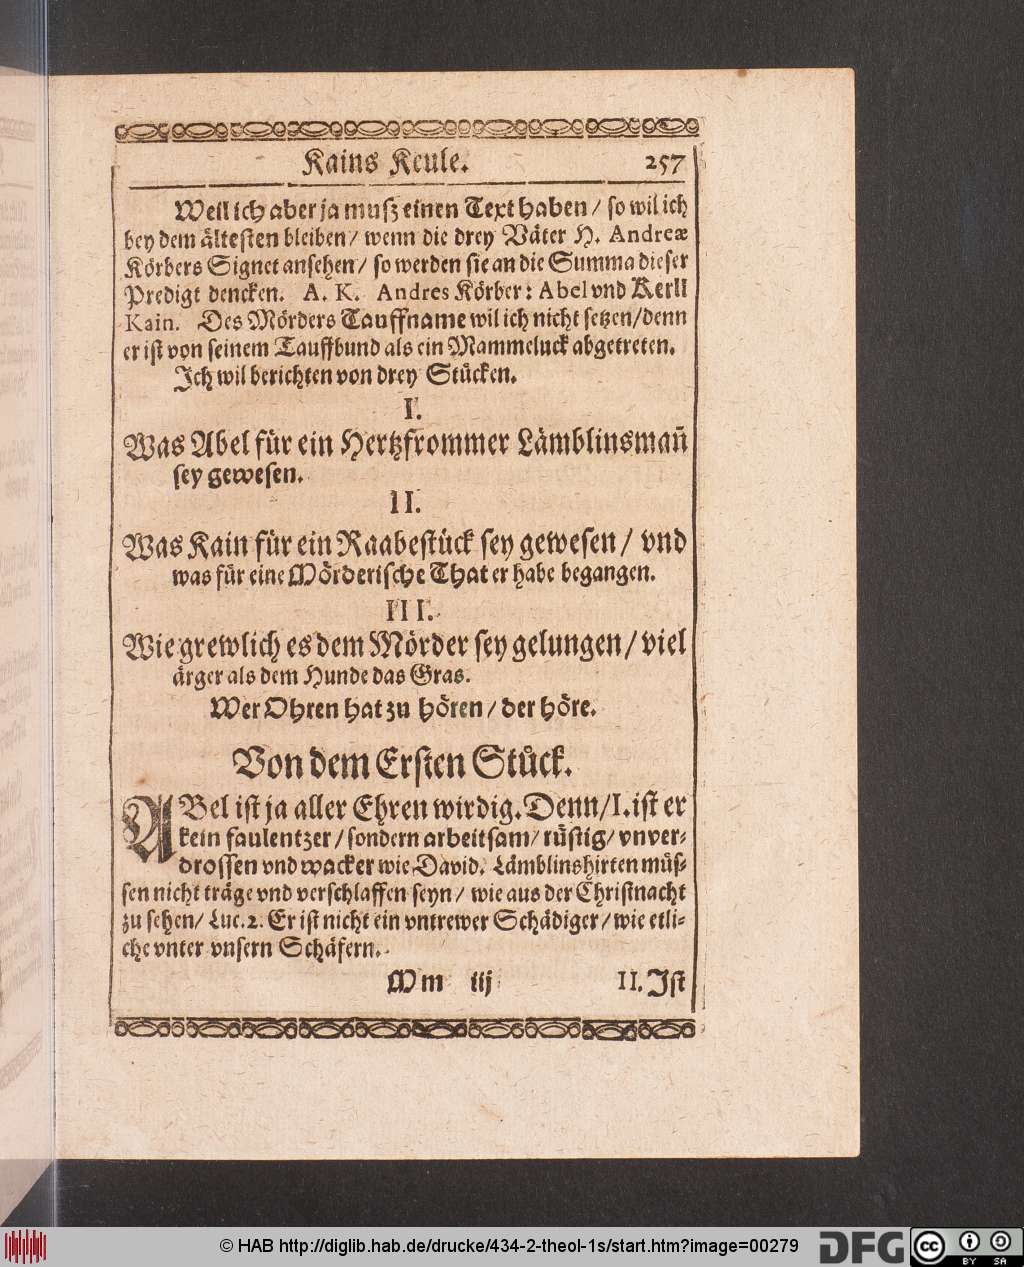 Kains Keule. 257
Weil ich aber ja muß einen Text haben / so wil ich
bey dem ältesten bleiben / wenn die drey Väter H. Andreæ
Körbers Signet ansehen / so werden sie an die Summa dieser
Predigt dencken. A. K. Andres Körber: Abel vnd Kerll
Kain. Des Mörders Tauffname wil ich nicht setzen / denn
er ist von seinem Tauffbund als ein Mammeluck abgetreten.
Ich wil berichten von drey Stücken.
I.
Was Abel für ein Hertzfrommer Lämblinsmañ
sey gewesen.
II.
Was Kain für ein Raabestück sey gewesen / vnd
was für eine Mörderische That er habe begangen.
III.
Wie grewlich es dem Mörder sey gelungen / viel
ärger als dem Hunde das Gras.
Wer Ohren hat zu hören / der höre.
Von dem Ersten Stück.
ABel ist ja aller Ehren wirdig. Denn / I. ist er
kein faulentzer / sondern arbeitsam / rüstig / vnver-
drossen vnd wacker wie David. Lämblinshirten müs-
sen nicht träge vnd verschlaffen seyn / wie aus der Christnacht
zu sehen / Luc. 2. Er ist nicht ein vntrewer Schädiger / wie etli-
che vnter vnsern Schäfern.
Mm iij II. Ist
© HAB http://diglib.hab.de/drucke/434-2-theol-1s/start.htm?image=00279
DFG
cc BY SA